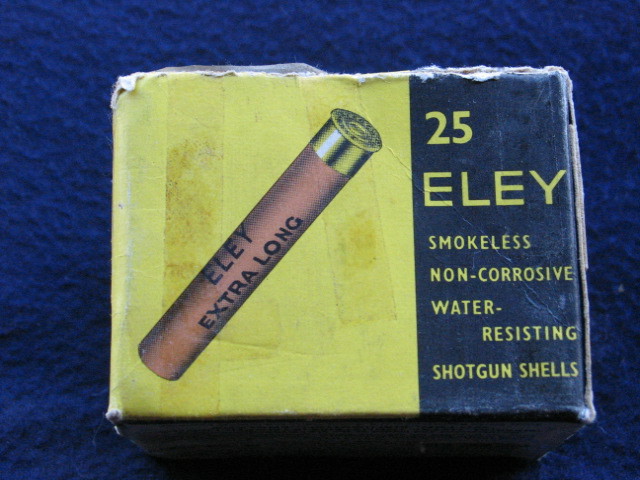 ELEY
EXTRA LONG
25
ELEY
SMOKELESS
NON-CORROSIVE
WATER-
RESISTING
SHOTGUN SHELLS